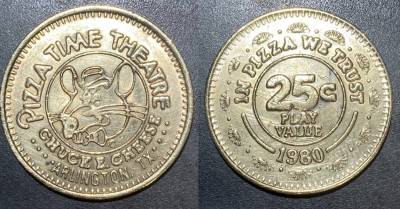 PIZZA TIME THEATRE
CHUCK E. CHEESE
ARLINGTON, TX.
IN PIZZA WE TRUST
25¢
PLAY
VALUE
1980